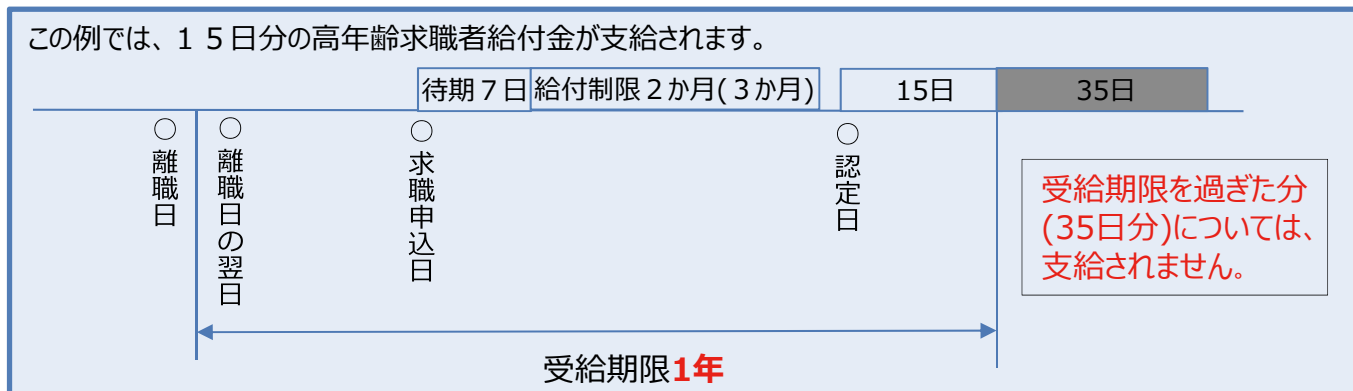 この例では、１５日分の高年齢求職者給付金が支給されます。
待期７日
給付制限２か月(３か月)
15日
35日
○離職日
○離職日の翌日
○求職申込日
○認定日
受給期限を過ぎた分
(35日分)については、
支給されません。
受給期限1年